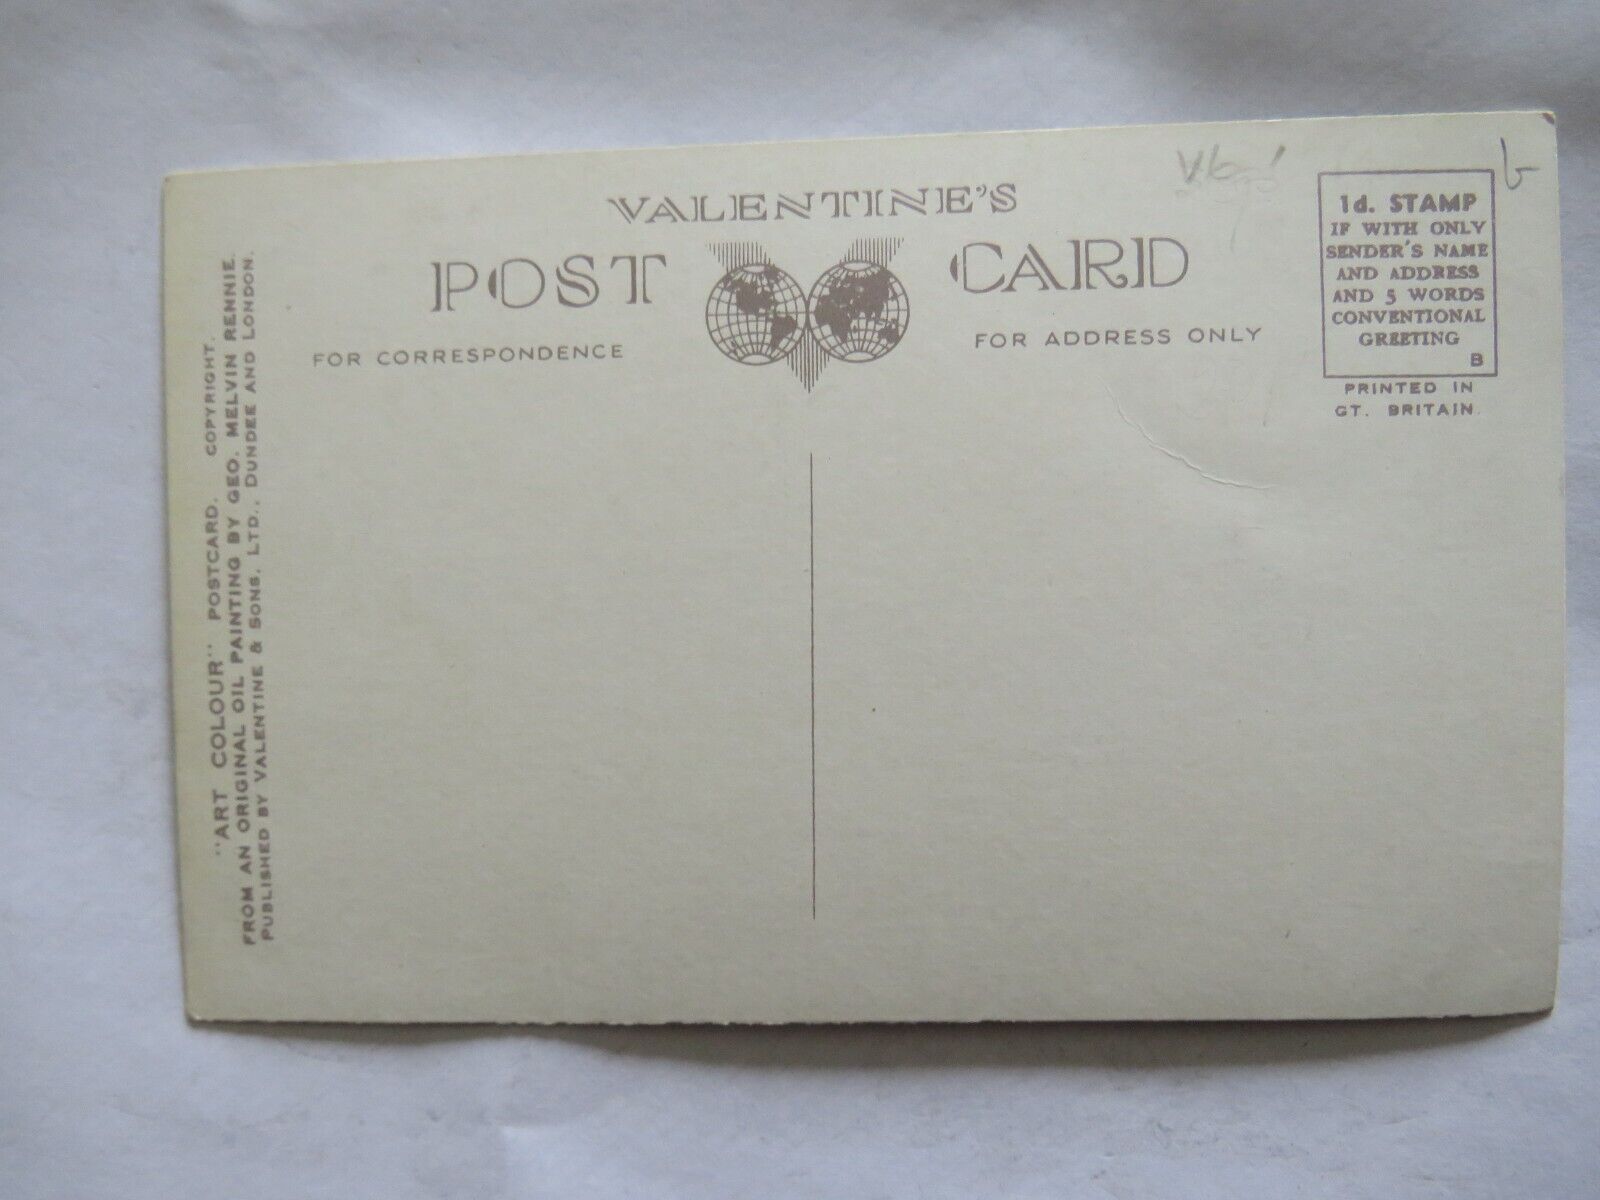 VALENTINE'S
POST CARD
FOR CORRESPONDENCE
FOR ADDRESS ONLY
1d. STAMP
IF WITH ONLY
SENDER'S NAME
AND ADDRESS
AND 5 WORDS
CONVENTIONAL
GREETING
B
PRINTED IN
GT. BRITAIN
"ART COLOUR" POSTCARD. COPYRIGHT.
FROM AN ORIGINAL OIL PAINTING BY GEO. MELVIN RENNIE.
PUBLISHED BY VALENTINE & SONS, LTD., DUNDEE AND LONDON.